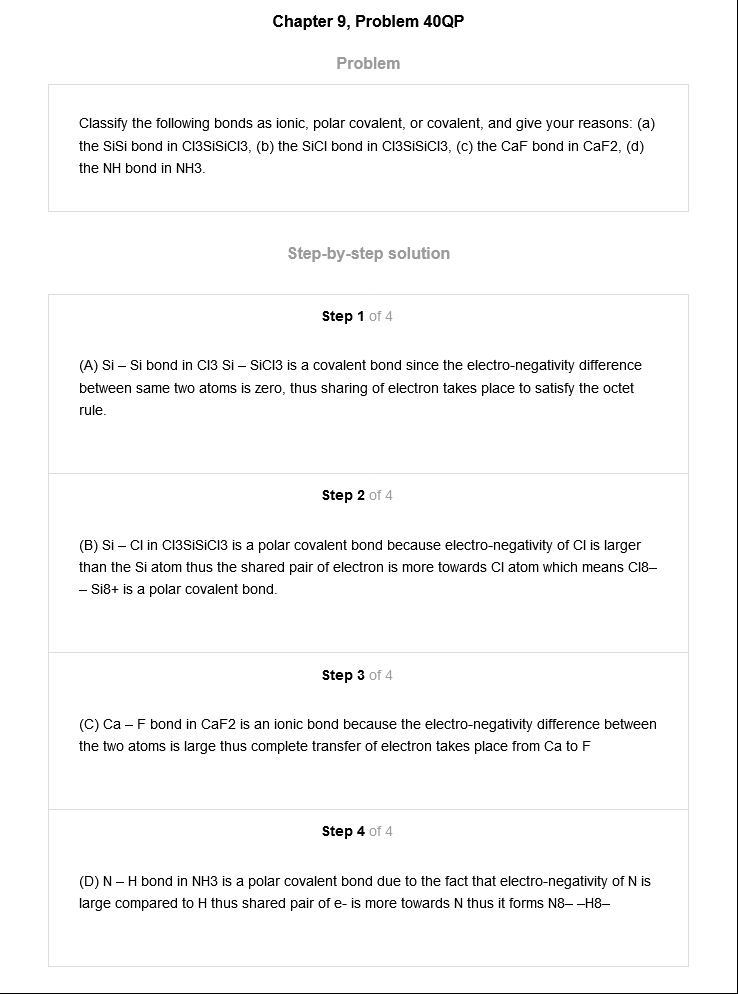 Chapter 9, Problem 40QP
Problem
Classify the following bonds as ionic, polar covalent, or covalent, and give your reasons: (a)
the SiSi bond in Cl3SiSiCl3, (b) the SiCl bond in Cl3SiSiCl3, (c) the CaF bond in CaF2, (d)
the NH bond in NH3.
Step-by-step solution
Step 1 of 4
(A) Si – Si bond in Cl3 Si – SiCl3 is a covalent bond since the electro-negativity difference
between same two atoms is zero, thus sharing of electron takes place to satisfy the octet
rule.
Step 2 of 4
(B) Si – Cl in Cl3SiSiCl3 is a polar covalent bond because electro-negativity of Cl is larger
than the Si atom thus the shared pair of electron is more towards Cl atom which means Cl8–
– Si8+ is a polar covalent bond.
Step 3 of 4
(C) Ca – F bond in CaF2 is an ionic bond because the electro-negativity difference between
the two atoms is large thus complete transfer of electron takes place from Ca to F
Step 4 of 4
(D) N – H bond in NH3 is a polar covalent bond due to the fact that electro-negativity of N is
large compared to H thus shared pair of e- is more towards N thus it forms N8– –H8–